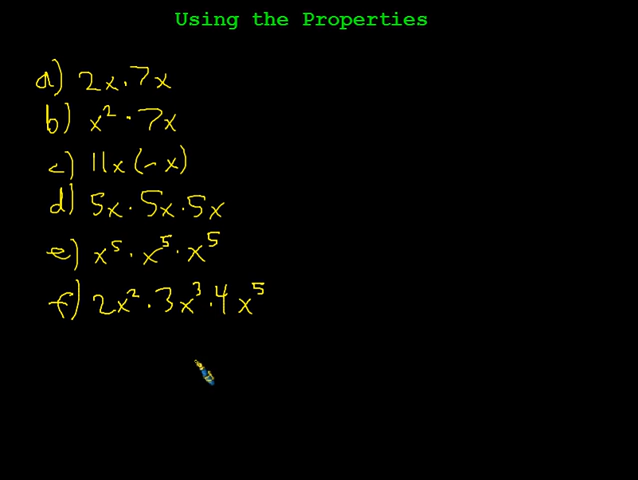 Using the Properties
a) 2x · 7x
b) x² · 7x
c) 11x (-x)
d) 5x · 5x · 5x
e) x⁵ · x⁵ · x⁵
f) 2x² · 3x³ · 4x⁵